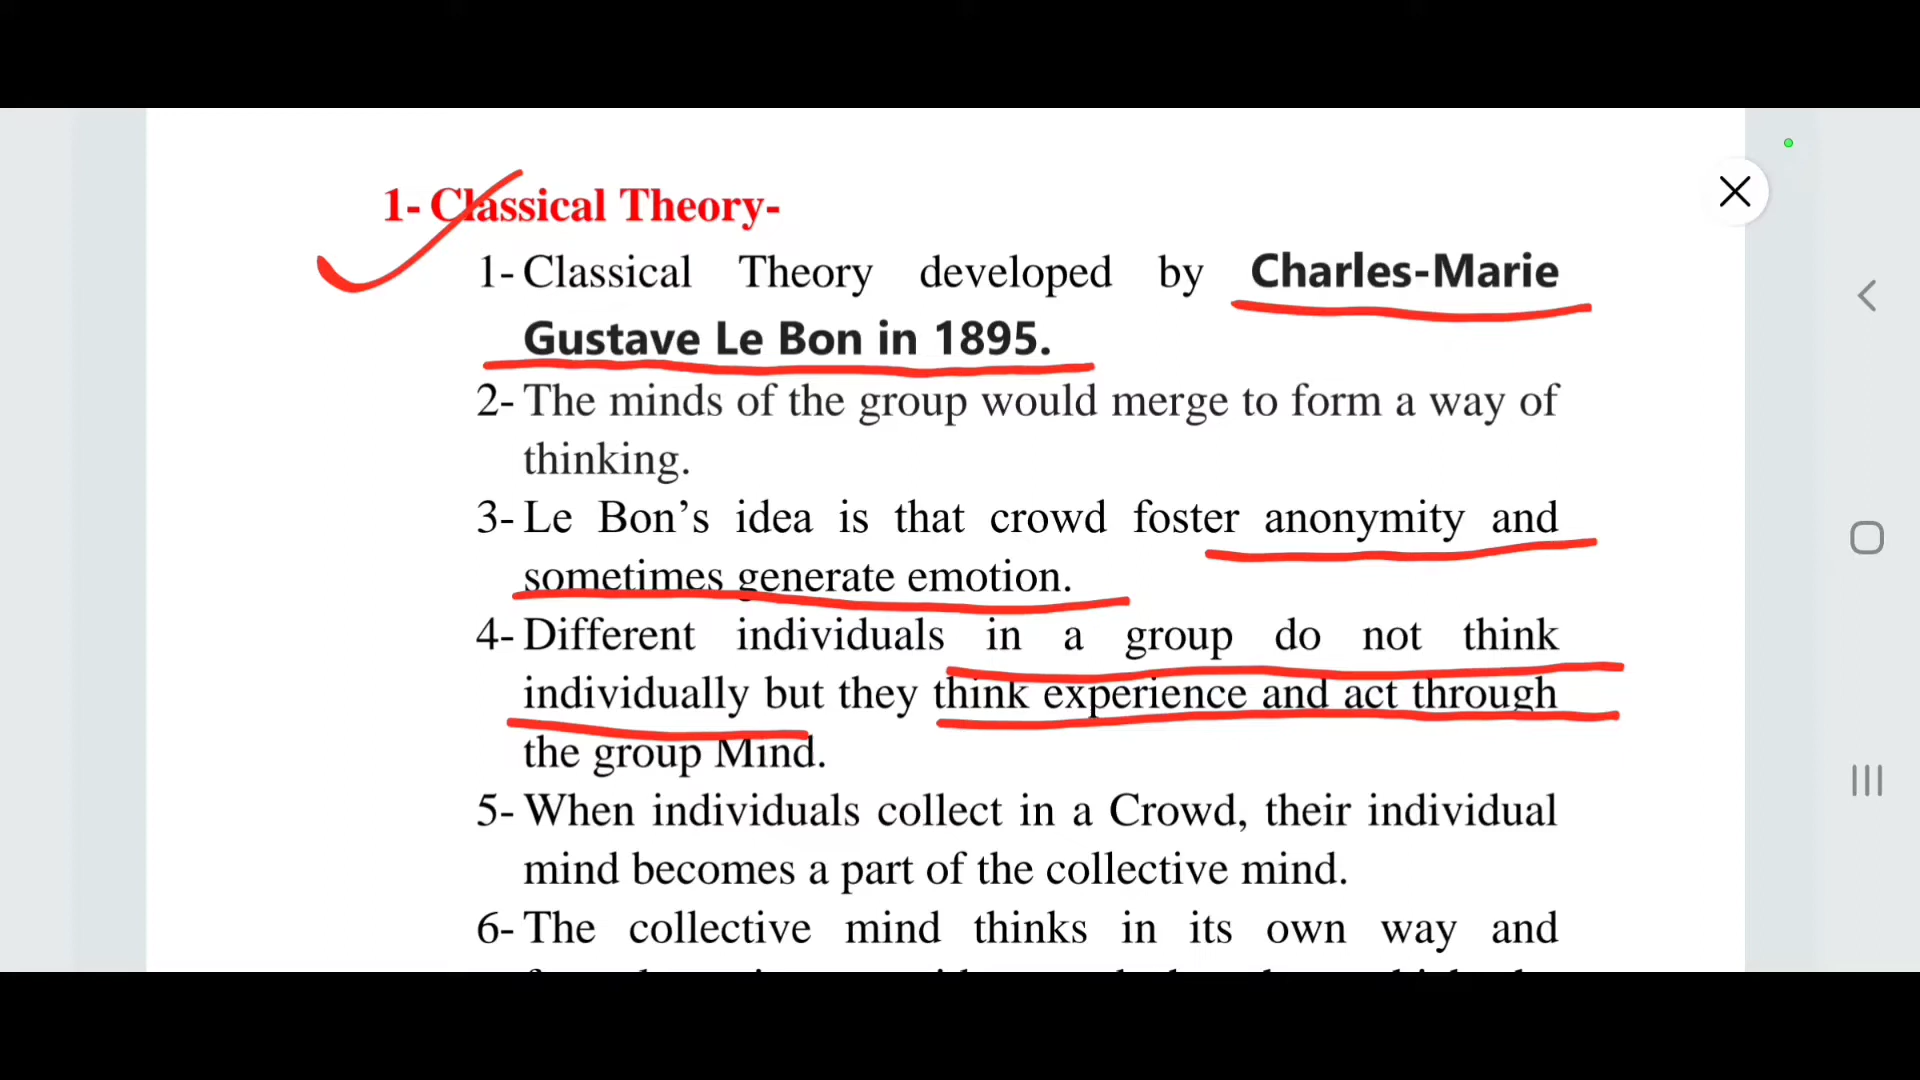 1- Classical Theory-
1- Classical Theory developed by Charles-Marie
Gustave Le Bon in 1895.
2- The minds of the group would merge to form a way of
thinking.
3- Le Bon’s idea is that crowd foster anonymity and
sometimes generate emotion.
4- Different individuals in a group do not think
individually but they think experience and act through
the group Mind.
5- When individuals collect in a Crowd, their individual
mind becomes a part of the collective mind.
6- The collective mind thinks in its own way and